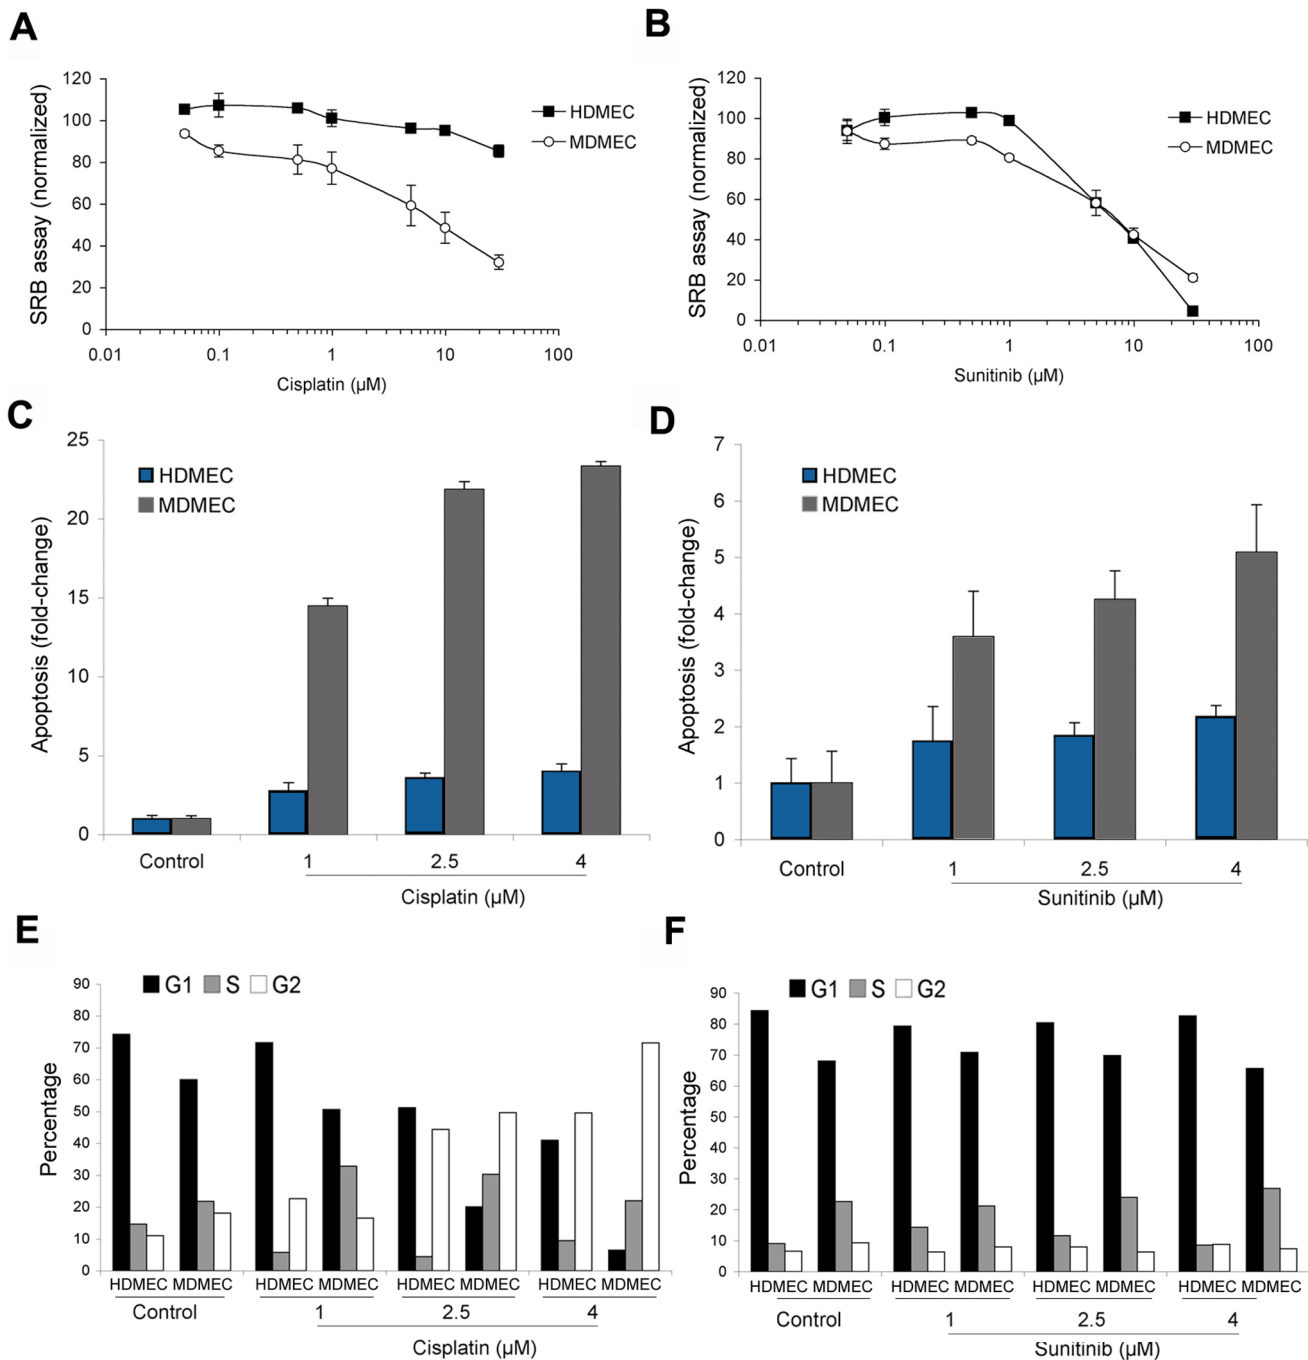 A
SRB assay (normalized)
120
100
80
60
40
20
0
0.01
0.1
1
10
100
Cisplatin (µM)
HDMEC
MDMEC
B
SRB assay (normalized)
120
100
80
60
40
20
0
0.01
0.1
1
10
100
Sunitinib (µM)
HDMEC
MDMEC
C
Apoptosis (fold-change)
25
20
15
10
5
0
HDMEC
MDMEC
Control
1
2.5
4
Cisplatin (µM)
D
Apoptosis (fold-change)
7
6
5
4
3
2
1
0
HDMEC
MDMEC
Control
1
2.5
4
Sunitinib (µM)
E
G1 S G2
Percentage
90
80
70
60
50
40
30
20
10
0
HDMEC MDMEC HDMEC MDMEC HDMEC MDMEC HDMEC MDMEC
Control
1
2.5
4
Cisplatin (µM)
F
G1 S G2
Percentage
90
80
70
60
50
40
30
20
10
0
HDMEC MDMEC HDMEC MDMEC HDMEC MDMEC HDMEC MDMEC
Control
1
2.5
4
Sunitinib (µM)